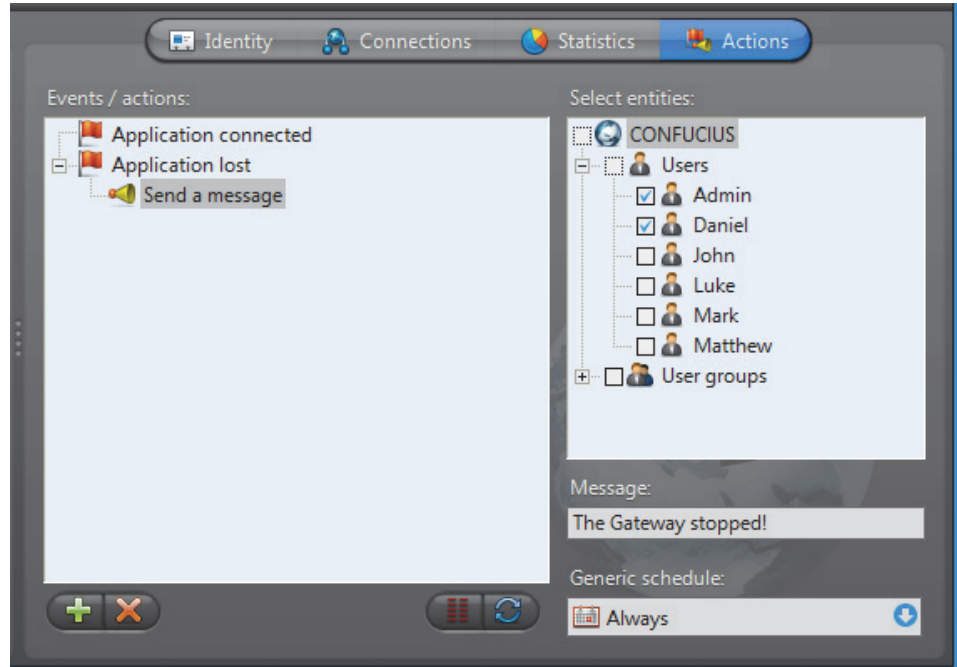 Identity Connections Statistics Actions
Events / actions:
Application connected
Application lost
Send a message
Select entities:
CONFUCIUS
Users
Admin
Daniel
John
Luke
Mark
Matthew
User groups
Message:
The Gateway stopped!
Generic schedule:
Always